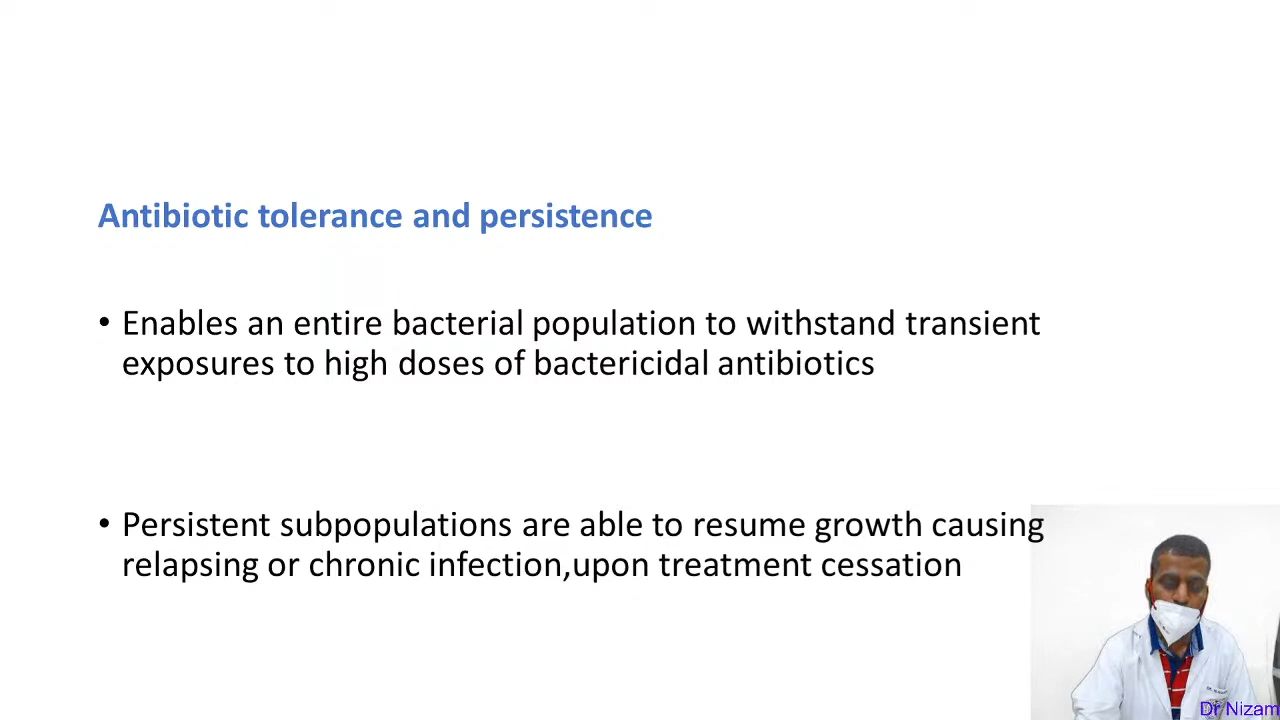 Antibiotic tolerance and persistence
• Enables an entire bacterial population to withstand transient
exposures to high doses of bactericidal antibiotics
• Persistent subpopulations are able to resume growth causing
relapsing or chronic infection,upon treatment cessation
Dr Nizam